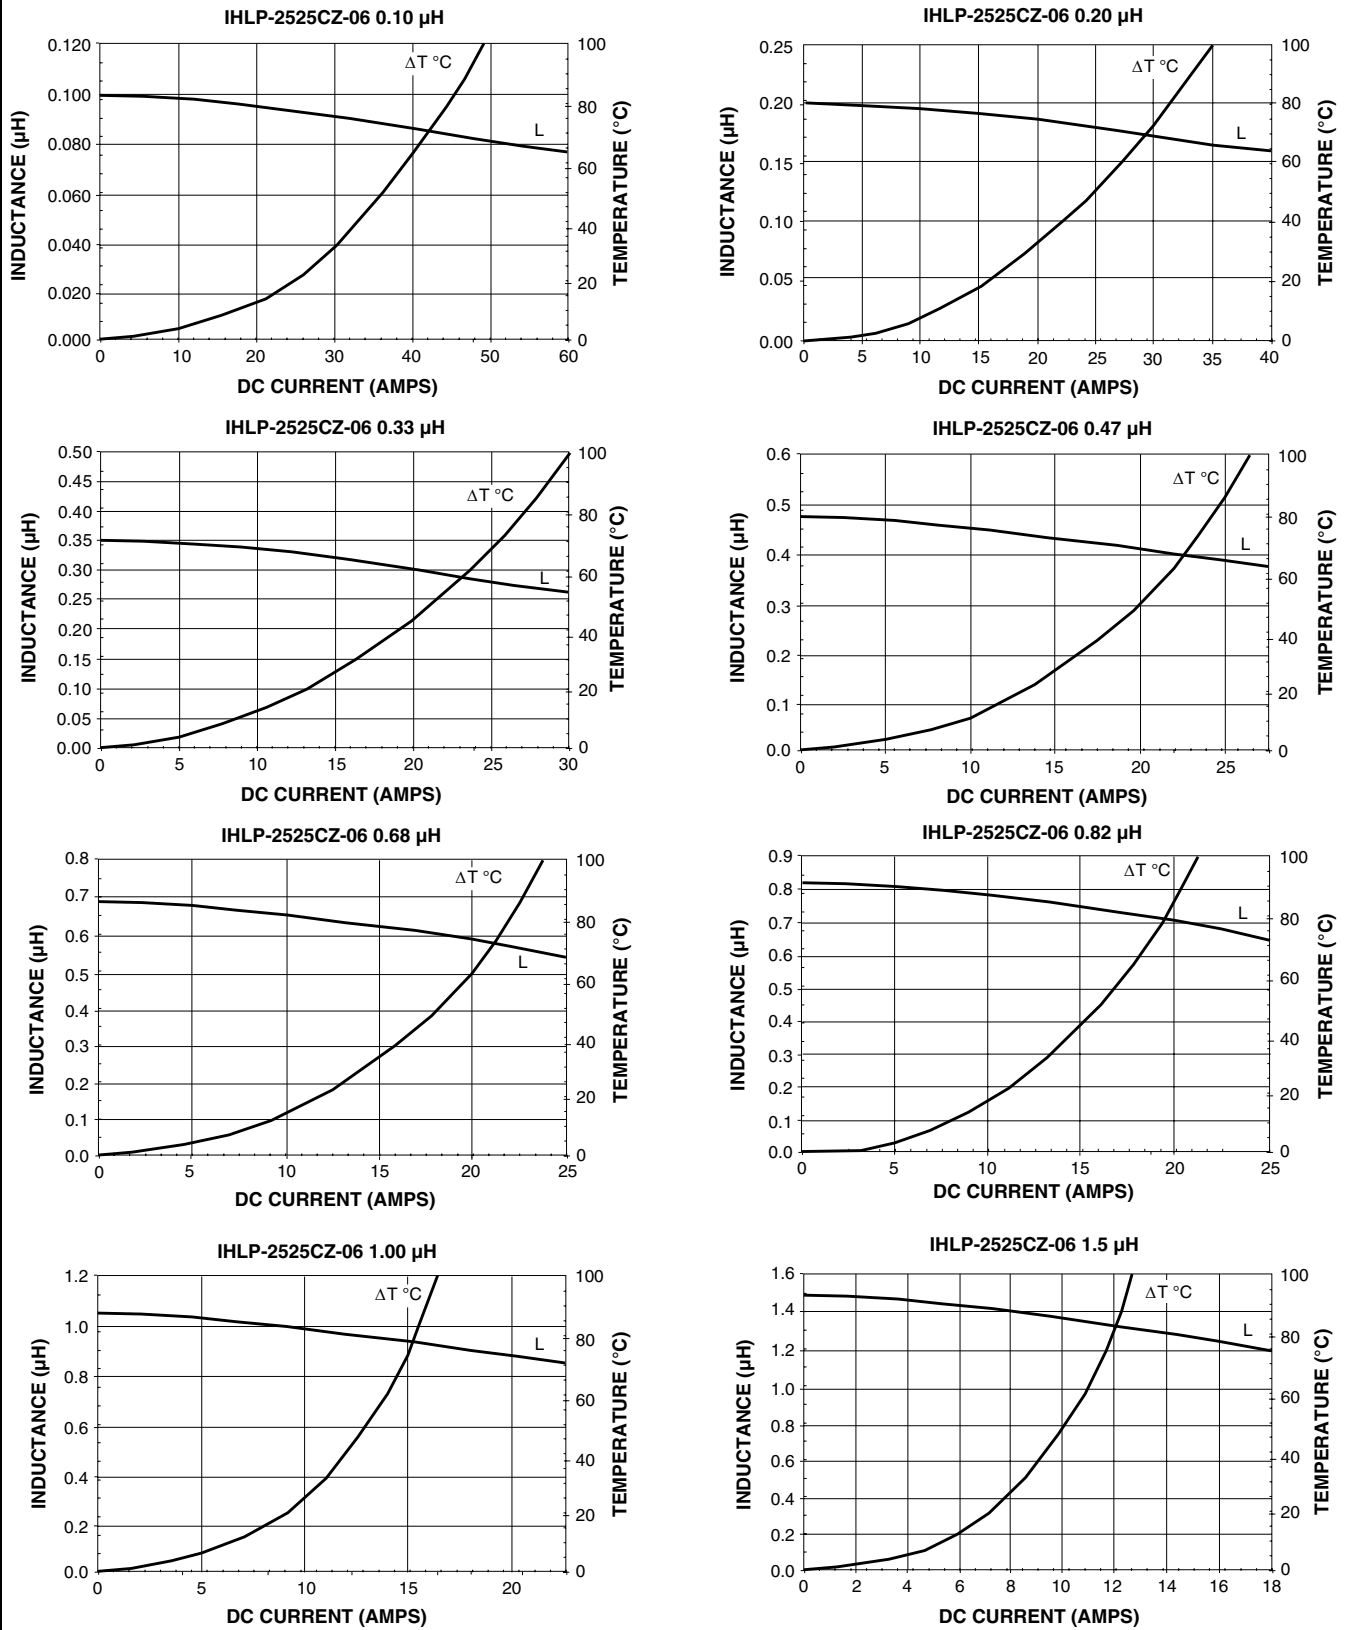 IHLP-2525CZ-06 0.10 µH
0.120
0.100
0.080
0.060
0.040
0.020
0.000
INDUCTANCE (µH)
ΔT °C
L
100
80
60
40
20
0
TEMPERATURE (°C)
0 10 20 30 40 50 60
DC CURRENT (AMPS)
IHLP-2525CZ-06 0.20 µH
0.25
0.20
0.15
0.10
0.05
0.00
INDUCTANCE (µH)
ΔT °C
L
100
80
60
40
20
0
TEMPERATURE (°C)
0 5 10 15 20 25 30 35 40
DC CURRENT (AMPS)
IHLP-2525CZ-06 0.33 µH
0.50
0.45
0.40
0.35
0.30
0.25
0.20
0.15
0.10
0.05
0.00
INDUCTANCE (µH)
ΔT °C
L
100
80
60
40
20
0
TEMPERATURE (°C)
0 5 10 15 20 25 30
DC CURRENT (AMPS)
IHLP-2525CZ-06 0.47 µH
0.6
0.5
0.4
0.3
0.2
0.1
0.0
INDUCTANCE (µH)
ΔT °C
L
100
80
60
40
20
0
TEMPERATURE (°C)
0 5 10 15 20 25
DC CURRENT (AMPS)
IHLP-2525CZ-06 0.68 µH
0.8
0.7
0.6
0.5
0.4
0.3
0.2
0.1
0.0
INDUCTANCE (µH)
ΔT °C
L
100
80
60
40
20
0
TEMPERATURE (°C)
0 5 10 15 20 25
DC CURRENT (AMPS)
IHLP-2525CZ-06 0.82 µH
0.9
0.8
0.7
0.6
0.5
0.4
0.3
0.2
0.1
0.0
INDUCTANCE (µH)
ΔT °C
L
100
80
60
40
20
0
TEMPERATURE (°C)
0 5 10 15 20 25
DC CURRENT (AMPS)
IHLP-2525CZ-06 1.00 µH
1.2
1.0
0.8
0.6
0.4
0.2
0.0
INDUCTANCE (µH)
ΔT °C
L
100
80
60
40
20
0
TEMPERATURE (°C)
0 5 10 15 20
DC CURRENT (AMPS)
IHLP-2525CZ-06 1.5 µH
1.6
1.4
1.2
1.0
0.8
0.6
0.4
0.2
0.0
INDUCTANCE (µH)
ΔT °C
L
100
80
60
40
20
0
TEMPERATURE (°C)
0 2 4 6 8 10 12 14 16 18
DC CURRENT (AMPS)